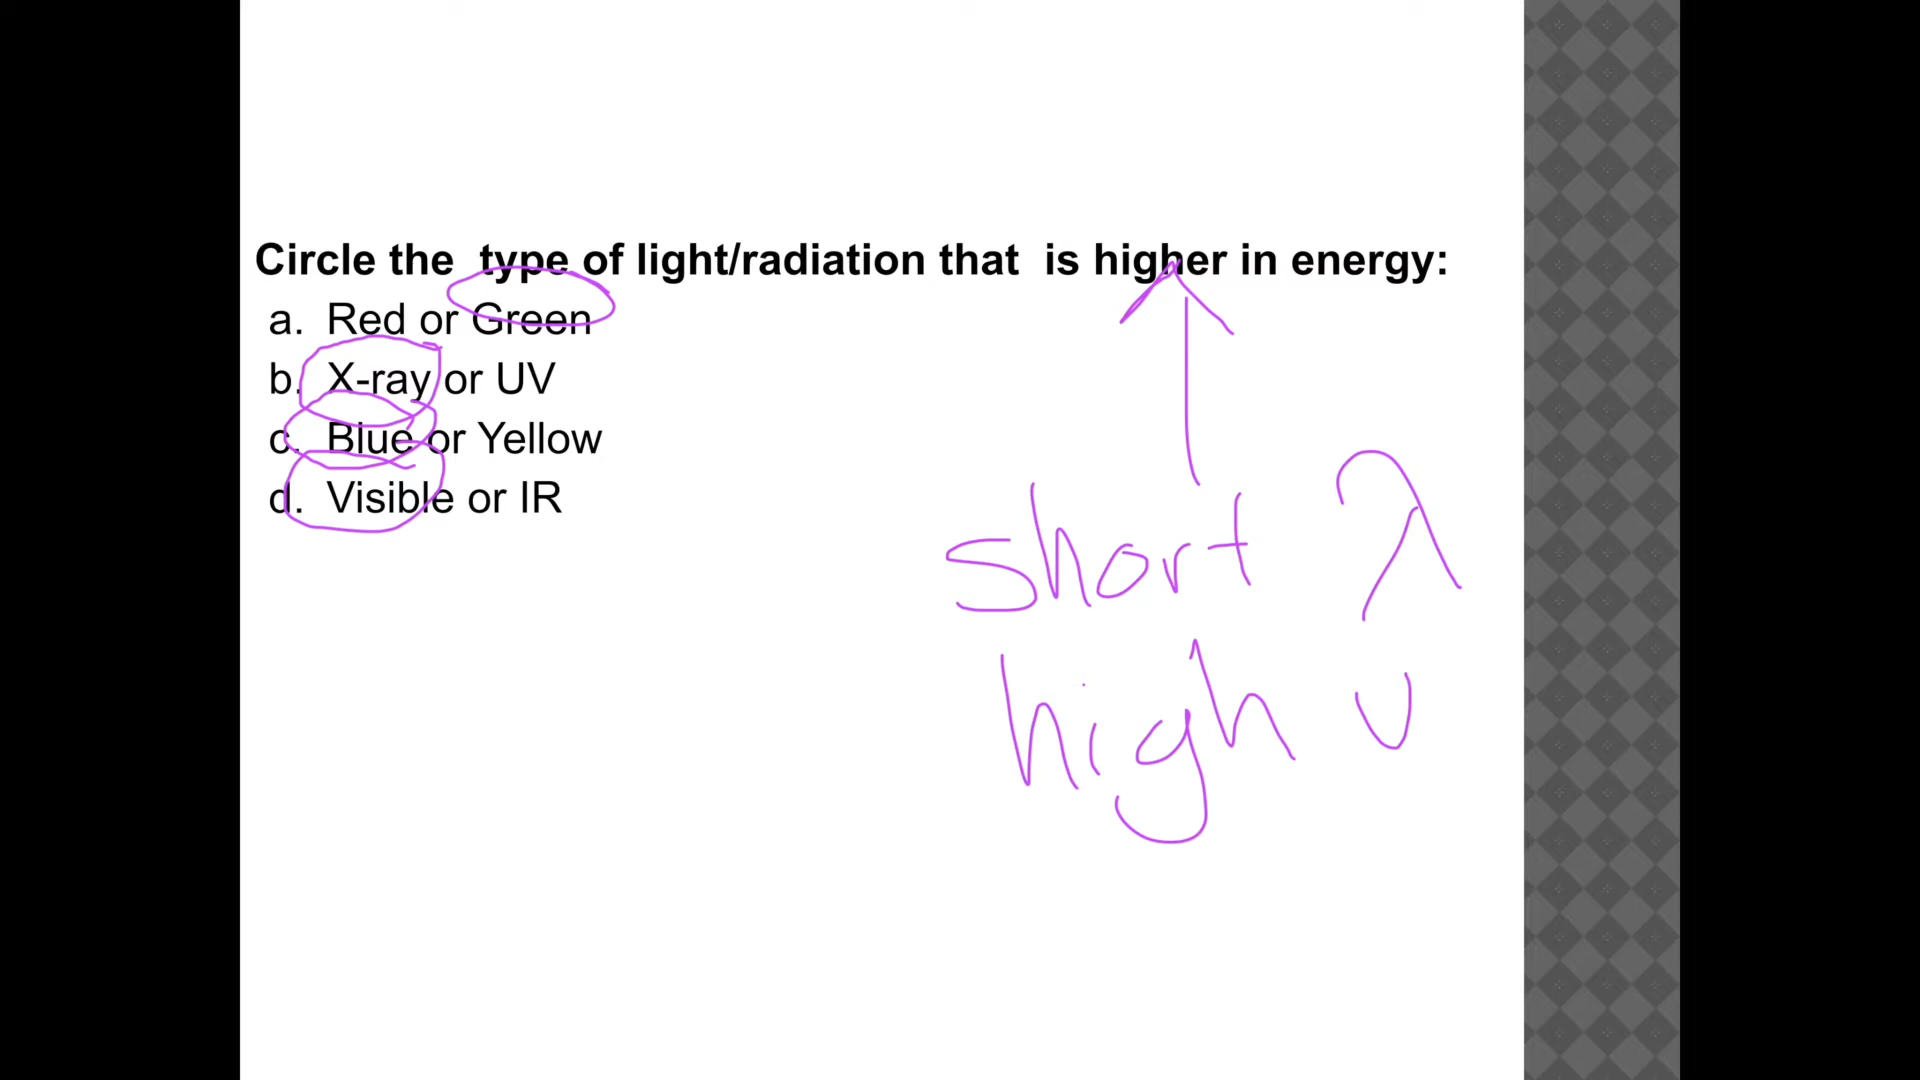 Circle the type of light/radiation that is higher in energy:
a. Red or Green
b. X-ray or UV
c. Blue or Yellow
d. Visible or IR
short λ
high ν